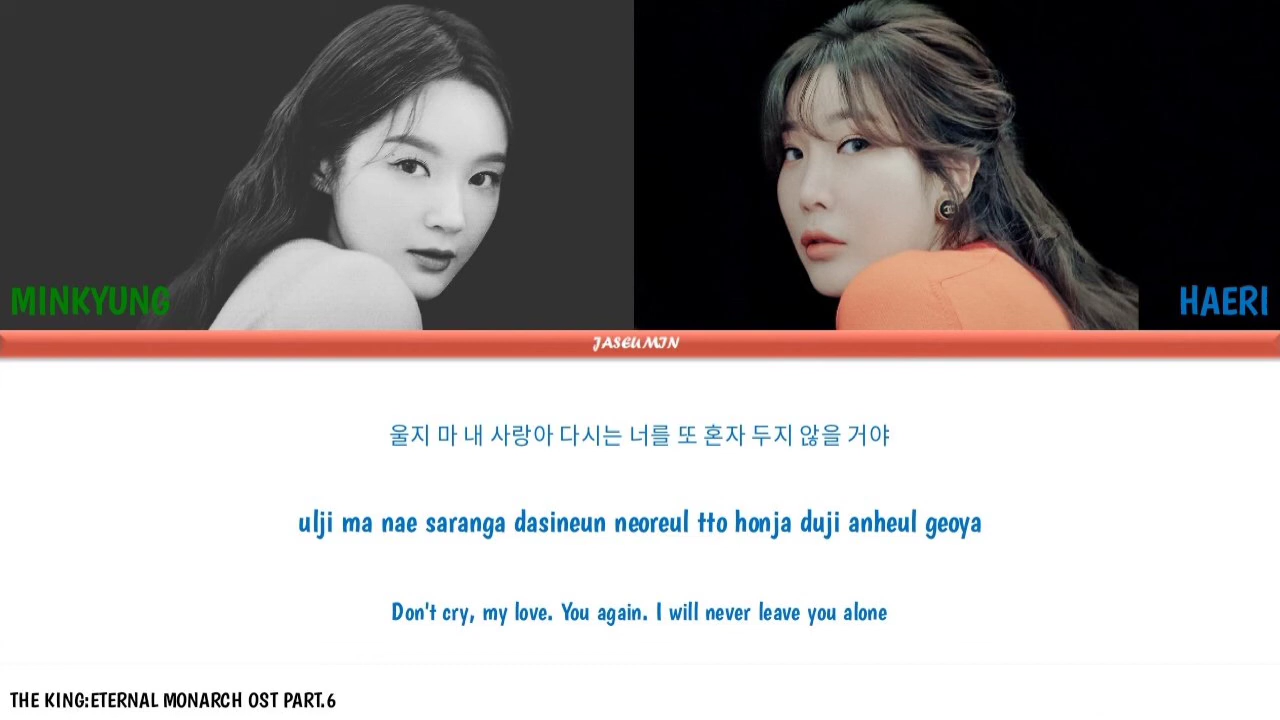 MINKYUNG
HAERI
JASEUMIN
울지 마 내 사랑아 다시는 너를 또 혼자 두지 않을 거야
ulji ma nae saranga dasineun neoreul tto honja duji anheul geoya
Don't cry, my love. You again. I will never leave you alone
THE KING:ETERNAL MONARCH OST PART.6